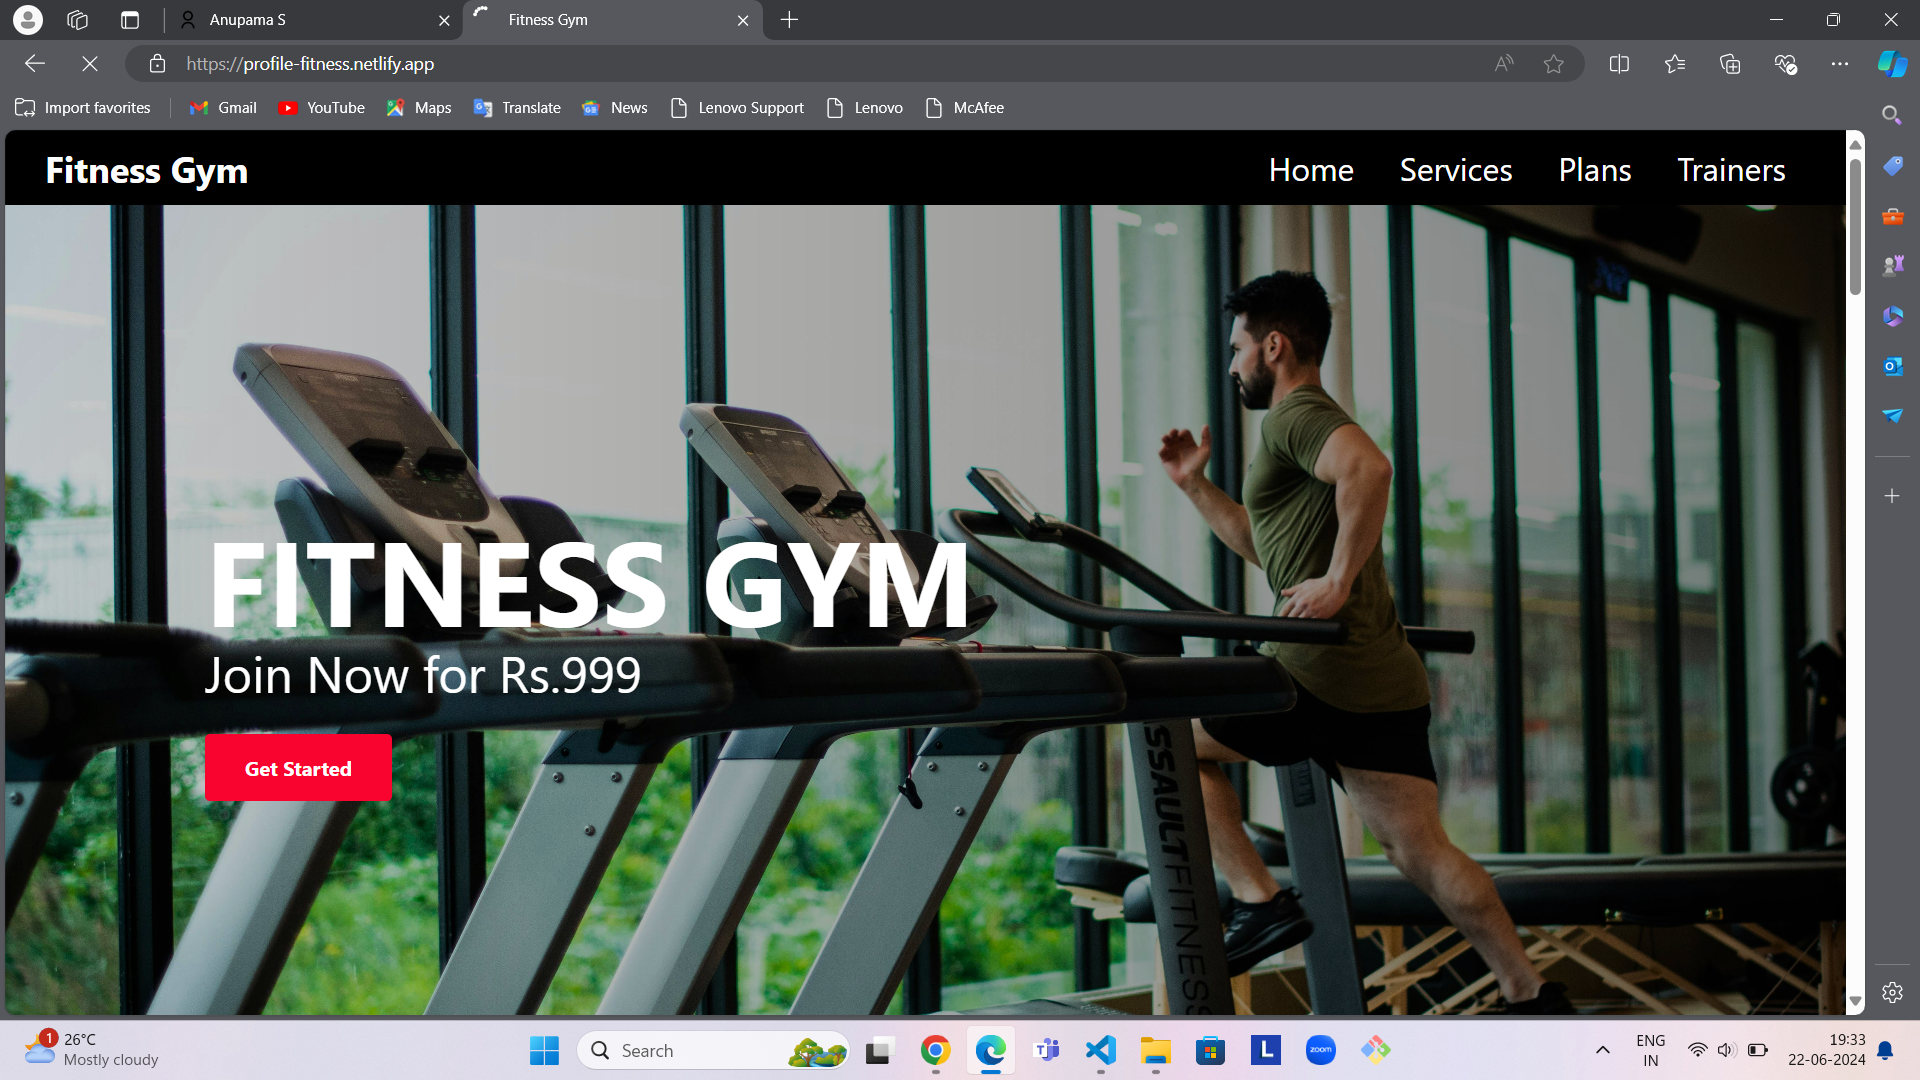 Anupama S
Fitness Gym
https://profile-fitness.netlify.app
Import favorites
Gmail
YouTube
Maps
Translate
News
Lenovo Support
Lenovo
McAfee
Fitness Gym
Home
Services
Plans
Trainers
FITNESS GYM
Join Now for Rs.999
Get Started
SSAULTFITNESS
1
26°C
Mostly cloudy
Search
L
zoom
ENG
IN
19:33
22-06-2024